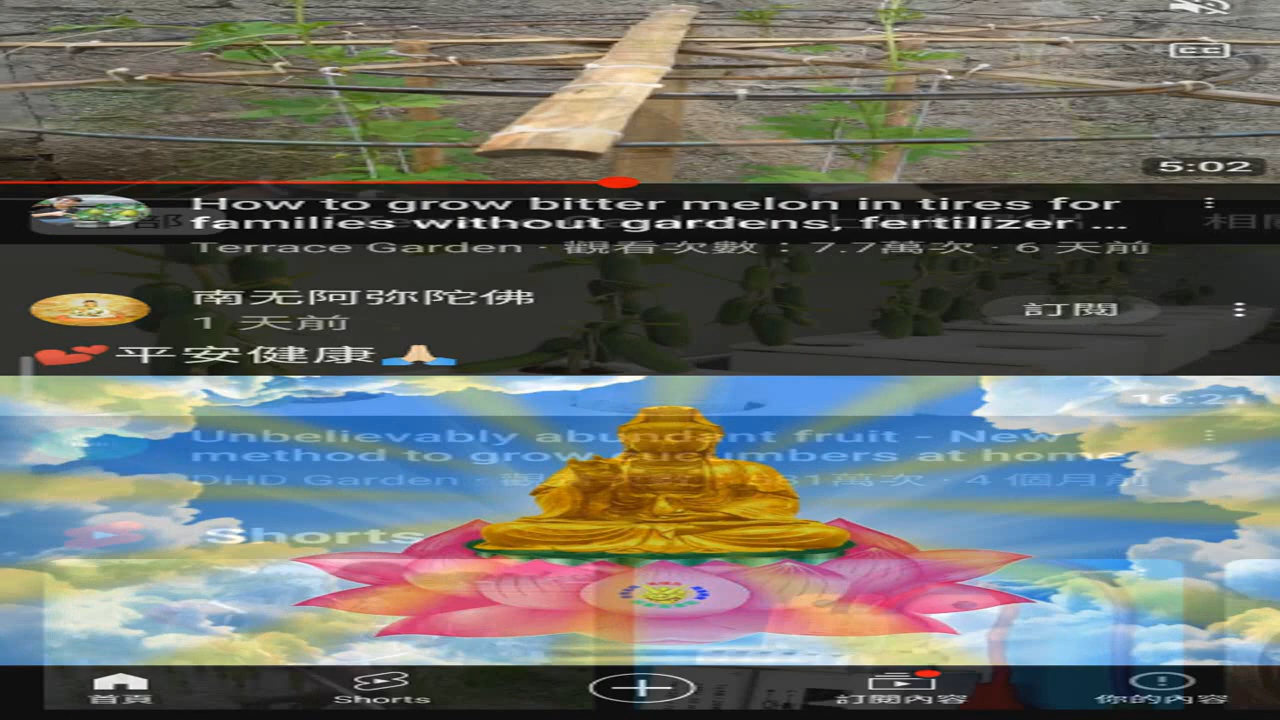 CC
5:02
How to grow bitter melon in tires for
families without gardens, fertilizer ...
Terrace Garden · 觀看次數：7.7萬次 · 6 天前
南无阿弥陀佛
訂閱
1 天前
💕平安健康🙏🏻
16:21
Unbelievably abundant fruit - New
method to grow cucumbers at home
DHD Garden · 4 個月前
Shorts
首頁
Shorts
訂閱內容
你的內容